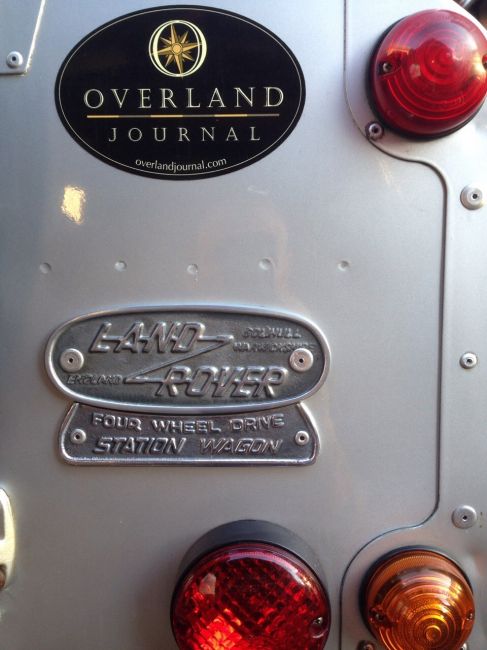 OVERLAND
JOURNAL
overlandjournal.com
LAND
SOLIHULL
WARWICKSHIRE
ENGLAND
ROVER
FOUR WHEEL DRIVE
STATION WAGON